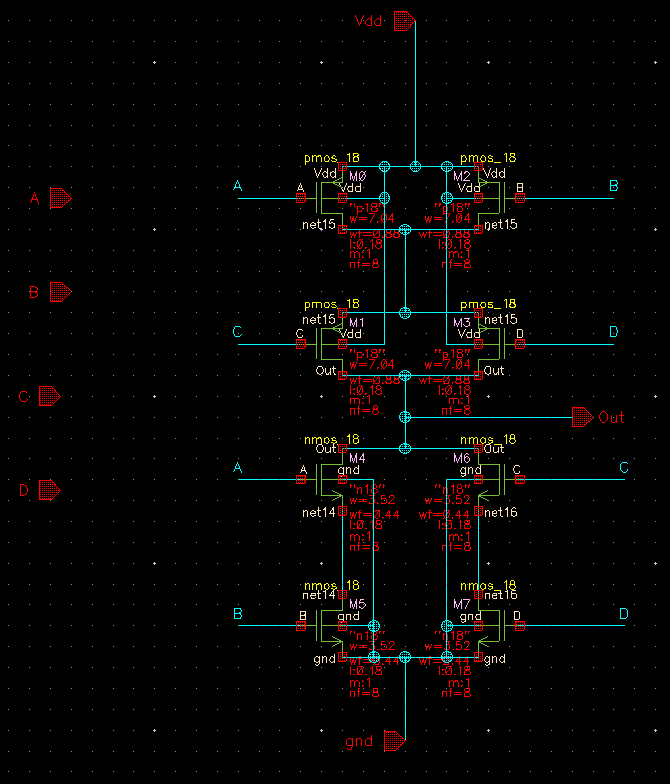 Vdd
pmos_18 pmos_18
Vdd M0 M2 Vdd
A A A Vdd Vdd B B
"p18" "p18"
w=7.04 w=7.04
net15 wf=0.88 wf=0.88 net15
l:0.18 l:0.18
m:1 m:1
nf=8 nf=8
B
pmos_18 pmos_18
net15 M1 M3 net15
C C Vdd Vdd D D
"p18" "p18"
w=7.04 w=7.04
Out wf=0.88 wf=0.88 Out
l:0.18 l:0.18
C m:1 m:1
nf=8 nf=8
Out
nmos_18 nmos_18
Out M4 M6 Out
A A gnd gnd C C
D "n18" "n18"
w=3.52 w=3.52
net14 wf=0.44 wf=0.44 net16
l:0.18 l:0.18
m:1 m:1
nf=8 nf=8
nmos_18 nmos_18
net14 M5 M7 net16
B B gnd gnd D D
"n18" "n18"
w=3.52 w=3.52
gnd wf=0.44 wf=0.44 gnd
l:0.18 l:0.18
m:1 m:1
nf=8 nf=8
gnd